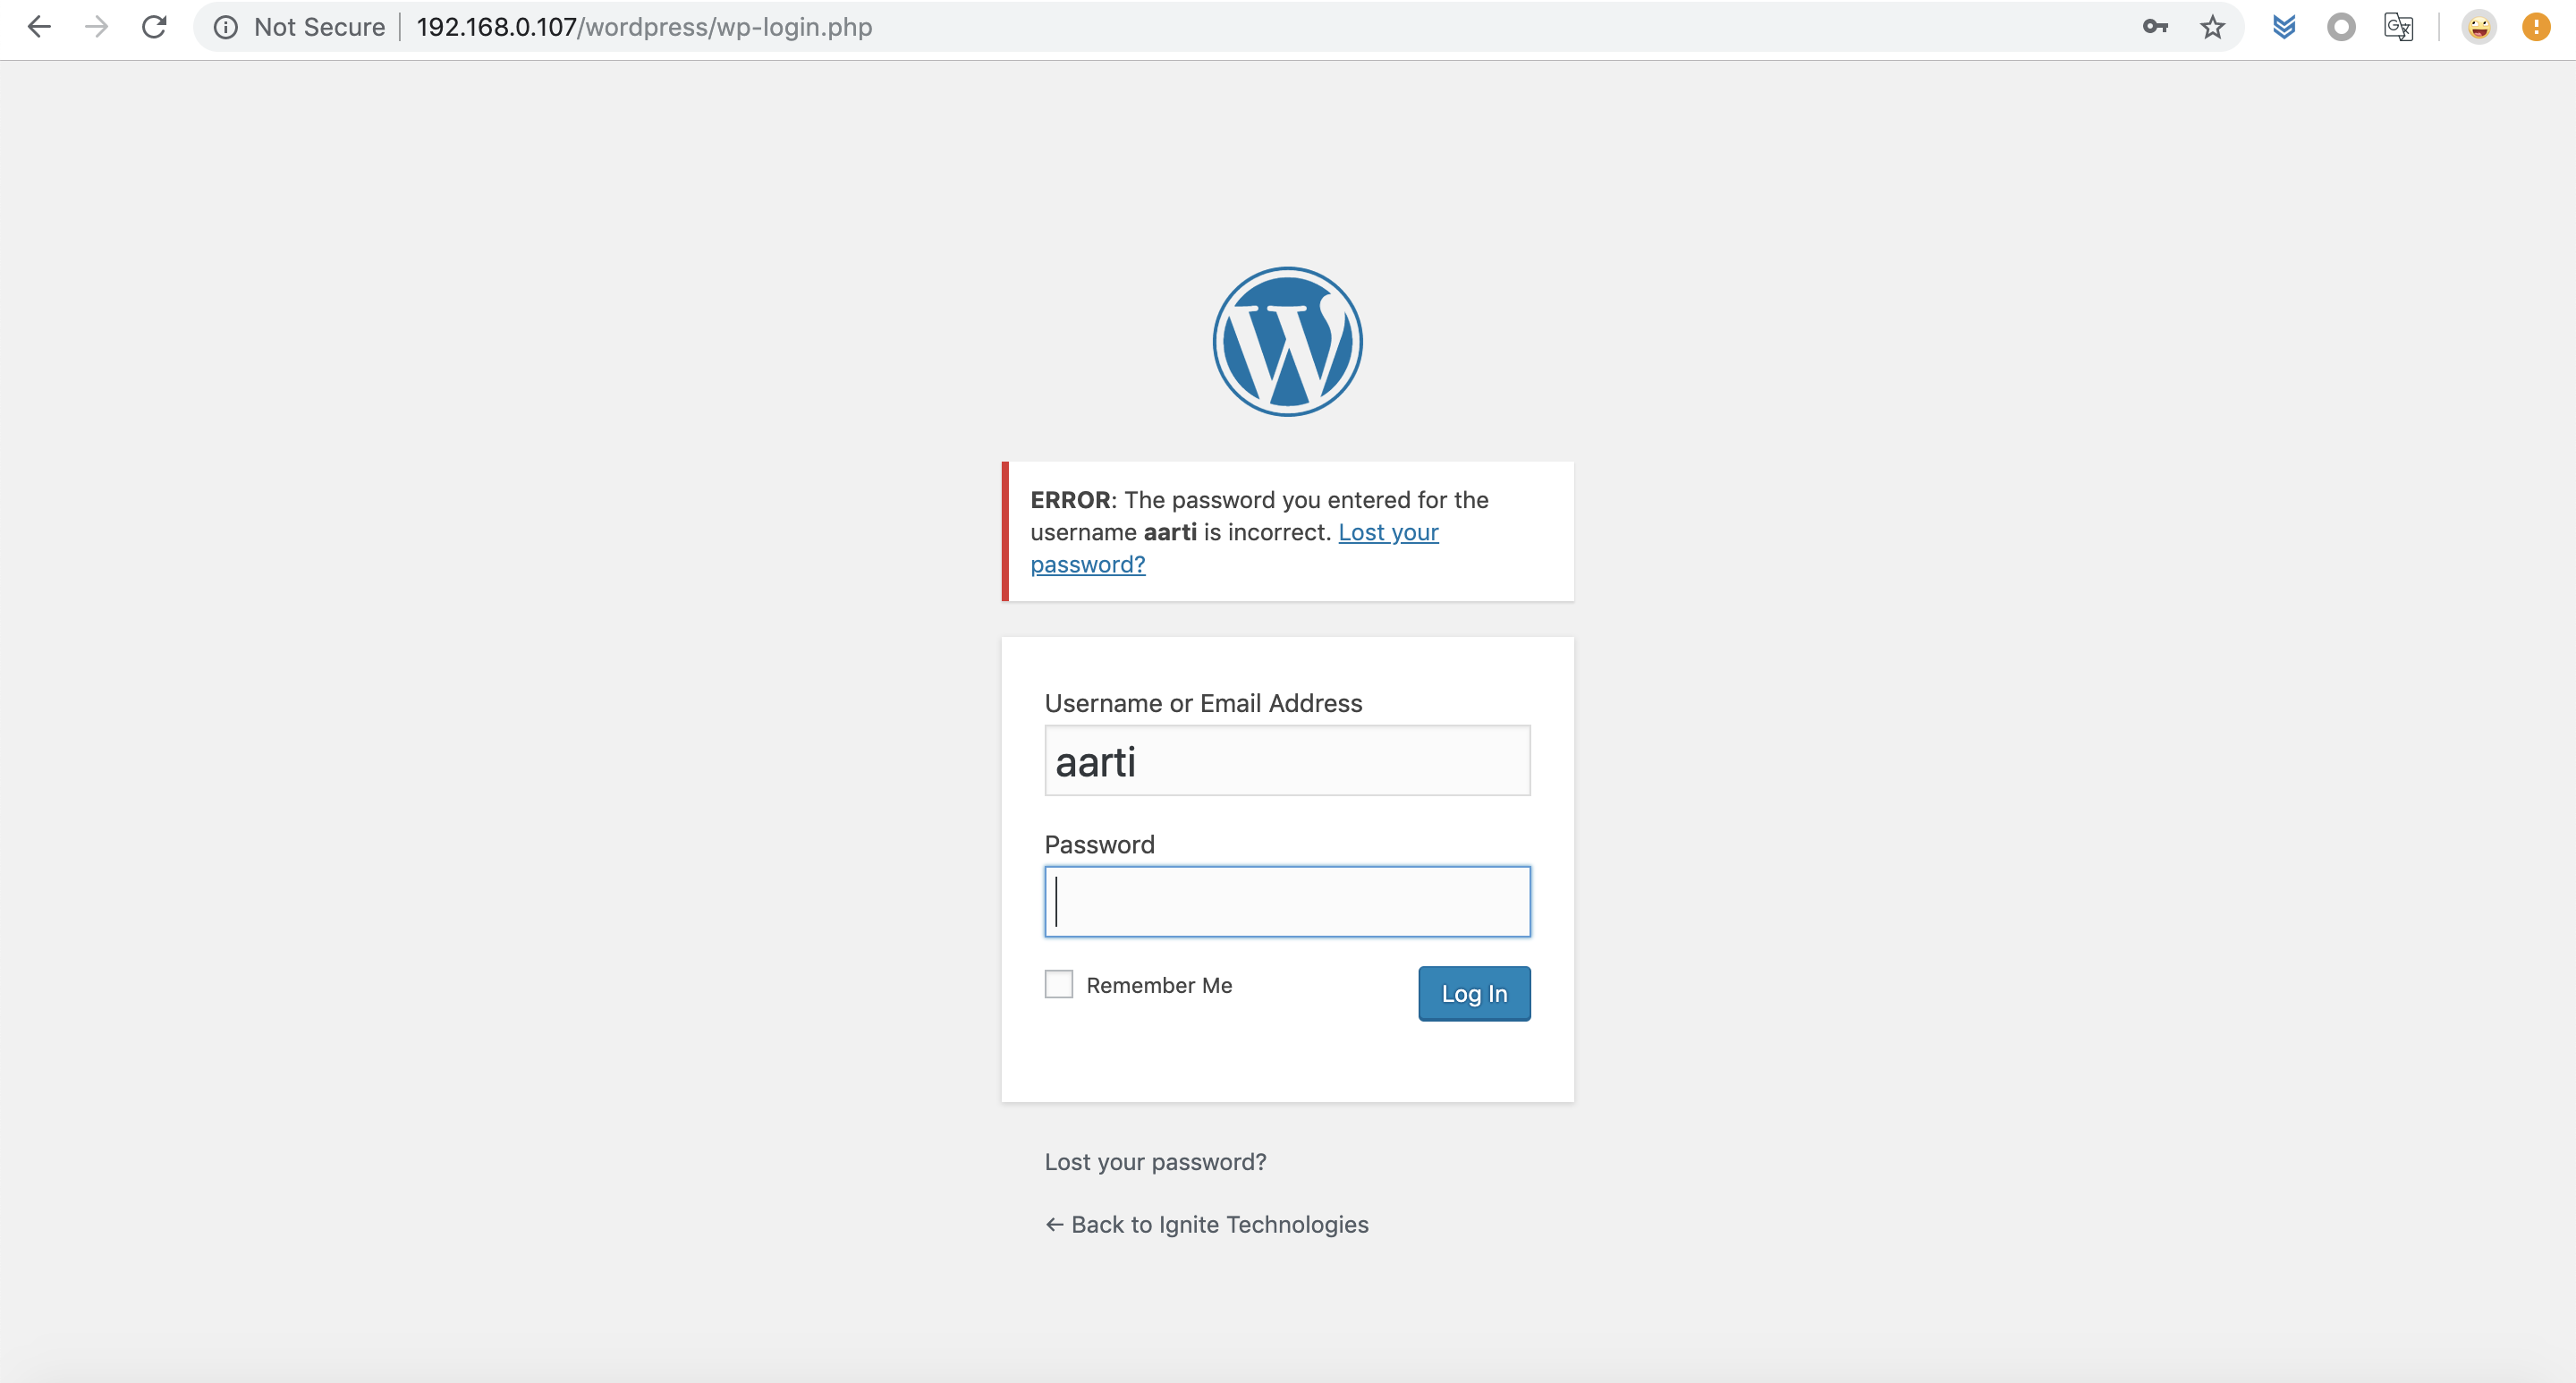 Not Secure | 192.168.0.107/wordpress/wp-login.php
ERROR: The password you entered for the
username aarti is incorrect. Lost your
password?
Username or Email Address
aarti
Password
Remember Me
Log In
Lost your password?
← Back to Ignite Technologies